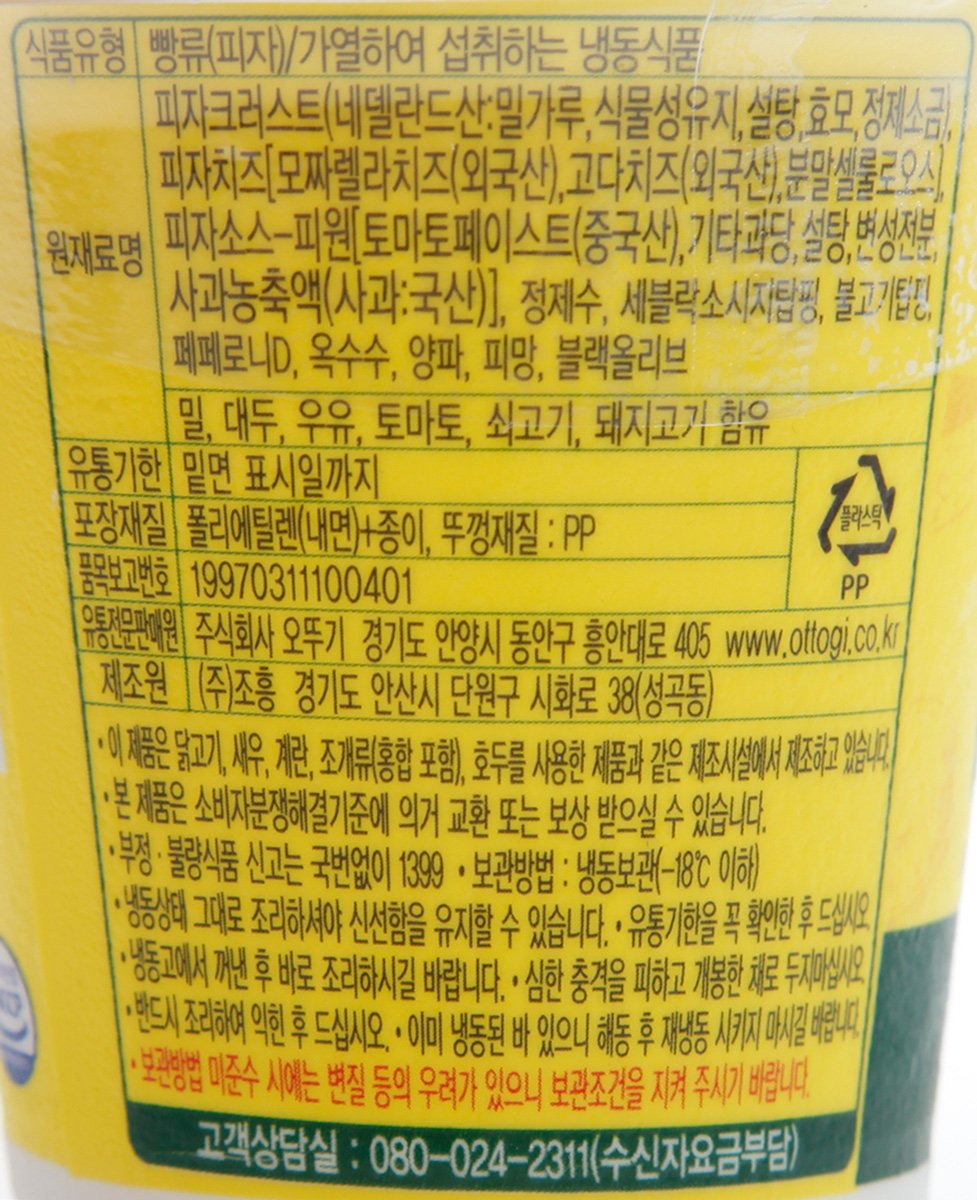 식품유형 빵류(피자)/가열하여 섭취하는 냉동식품
원재료명
피자크러스트(네델란드산:밀가루,식물성유지,설탕,효모,정제소금),
피자치즈[모짜렐라치즈(외국산),고다치즈(외국산),분말셀룰로오스],
피자소스-피원[토마토페이스트(중국산),기타과당,설탕,변성전분,
사과농축액(사과:국산)], 정제수, 세블락소시지탑핑, 불고기탑핑,
페페로니D, 옥수수, 양파, 피망, 블랙올리브
밀, 대두, 우유, 토마토, 쇠고기, 돼지고기 함유
유통기한 밑면 표시일까지
포장재질 폴리에틸렌(내면)+종이, 뚜껑재질 : PP
플라스틱
PP
품목보고번호 19970311100401
유통전문판매원 주식회사 오뚜기 경기도 안양시 동안구 흥안대로 405 www.ottogi.co.kr
제조원 (주)조흥 경기도 안산시 단원구 시화로 38(성곡동)
•이 제품은 닭고기, 새우, 계란, 조개류(홍합 포함), 호두를 사용한 제품과 같은 제조시설에서 제조하고 있습니다.
•본 제품은 소비자분쟁해결기준에 의거 교환 또는 보상 받으실 수 있습니다.
•부정·불량식품 신고는 국번없이 1399 •보관방법 : 냉동보관(-18℃ 이하)
•냉동상태 그대로 조리하셔야 신선함을 유지할 수 있습니다. •유통기한을 꼭 확인한 후 드십시오.
•냉동고에서 꺼낸 후 바로 조리하시길 바랍니다. •심한 충격을 피하고 개봉한 채로 두지마십시오.
•반드시 조리하여 익힌 후 드십시오. •이미 냉동된 바 있으니 해동 후 재냉동 시키지 마시길 바랍니다.
•보관방법 미준수 시에는 변질 등의 우려가 있으니 보관조건을 지켜 주시기 바랍니다.
고객상담실 : 080-024-2311(수신자요금부담)